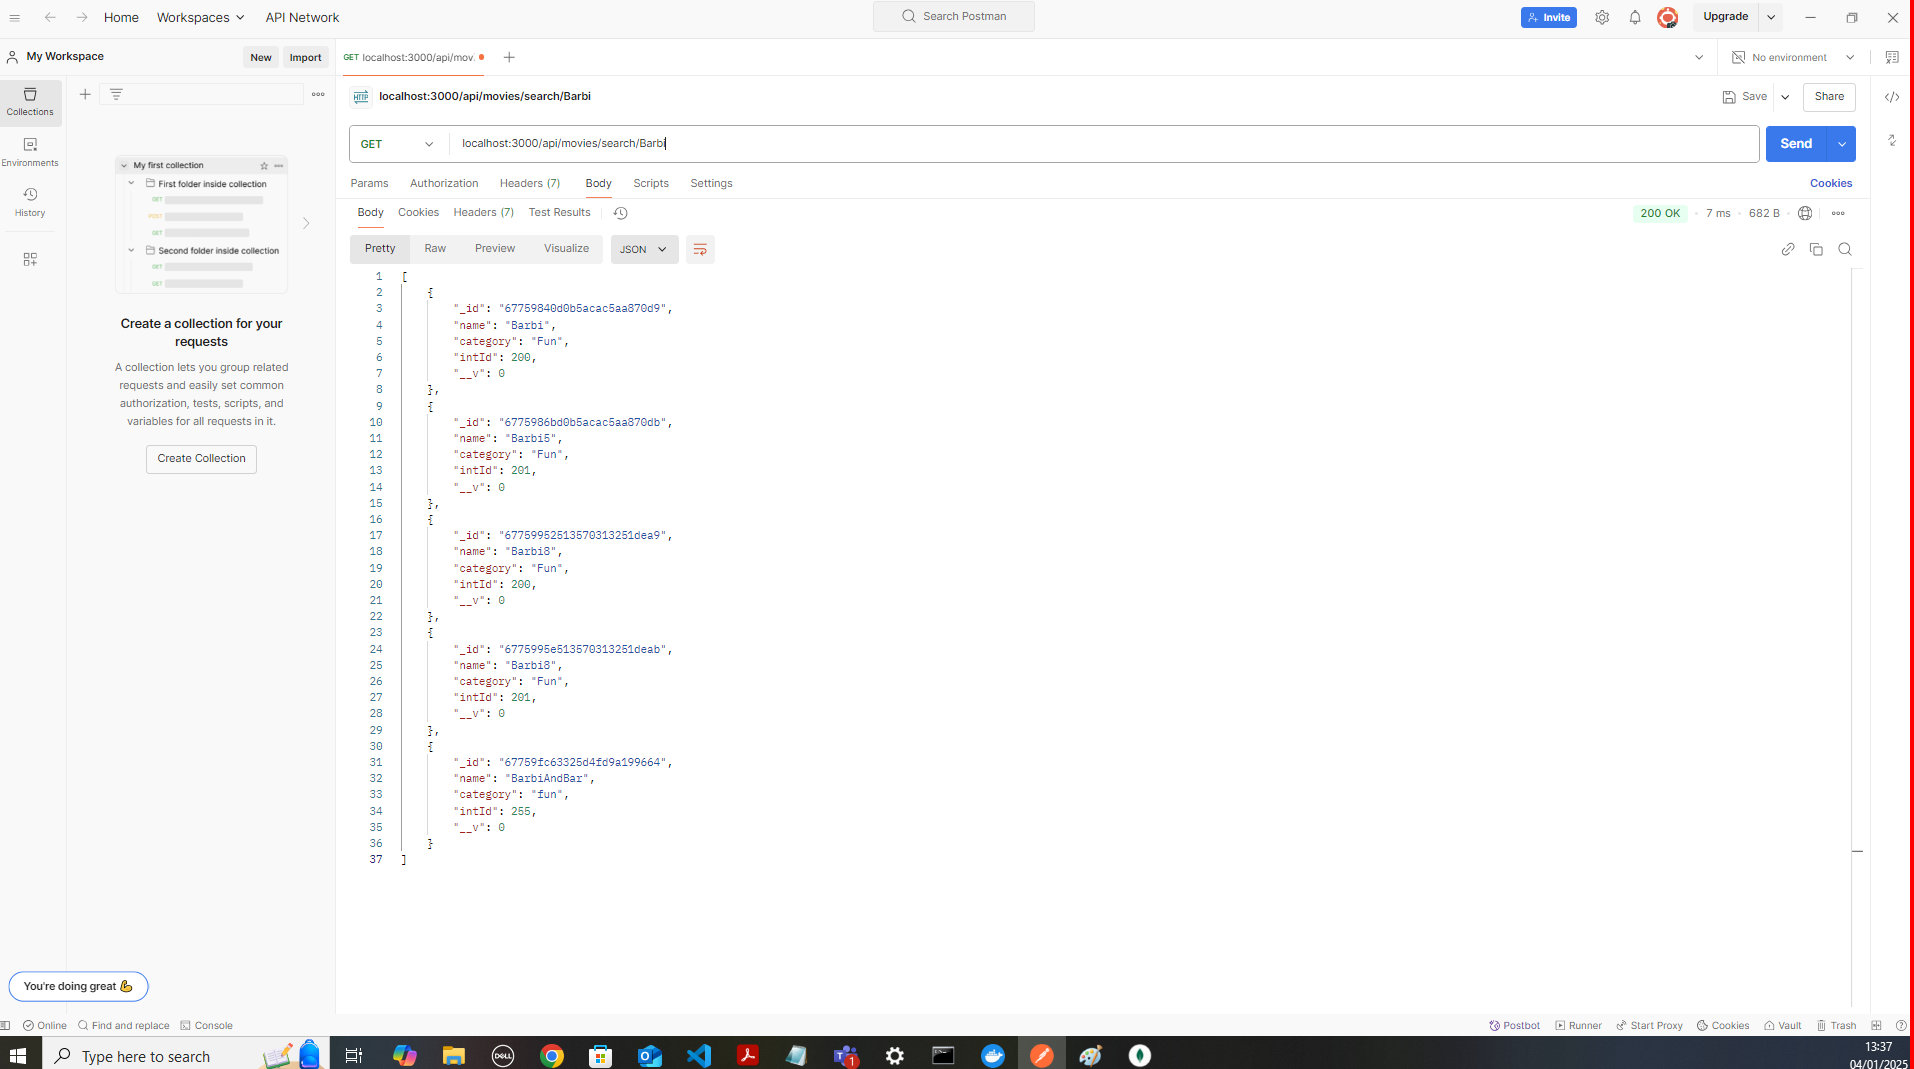 Home
Workspaces
API Network
Search Postman
Invite
Upgrade
My Workspace
New
Import
GET localhost:3000/api/mov.
No environment
Collections
Environments
History
My first collection
First folder inside collection
GET
POST
GET
Second folder inside collection
GET
GET
Create a collection for your
requests
A collection lets you group related
requests and easily set common
authorization, tests, scripts, and
variables for all requests in it.
Create Collection
You're doing great 💪
HTTP localhost:3000/api/movies/search/Barbi
Save
Share
GET
localhost:3000/api/movies/search/Barbi
Send
Params Authorization Headers (7) Body Scripts Settings
Cookies
Body Cookies Headers (7) Test Results
200 OK • 7 ms • 682 B
Pretty Raw Preview Visualize JSON
1 [
2 {
3 "_id": "67759840d0b5acac5aa870d9",
4 "name": "Barbi",
5 "category": "Fun",
6 "intId": 200,
7 "__v": 0
8 },
9 {
10 "_id": "6775986bd0b5acac5aa870db",
11 "name": "Barbi5",
12 "category": "Fun",
13 "intId": 201,
14 "__v": 0
15 },
16 {
17 "_id": "67759952513570313251dea9",
18 "name": "Barbi8",
19 "category": "Fun",
20 "intId": 200,
21 "__v": 0
22 },
23 {
24 "_id": "6775995e513570313251deab",
25 "name": "Barbi8",
26 "category": "Fun",
27 "intId": 201,
28 "__v": 0
29 },
30 {
31 "_id": "67759fc63325d4fd9a199664",
32 "name": "BarbiAndBar",
33 "category": "fun",
34 "intId": 255,
35 "__v": 0
36 }
37 ]
Online
Find and replace
Console
Postbot
Runner
Start Proxy
Cookies
Vault
Trash
Type here to search
DELL
1
13:37
04/01/2025